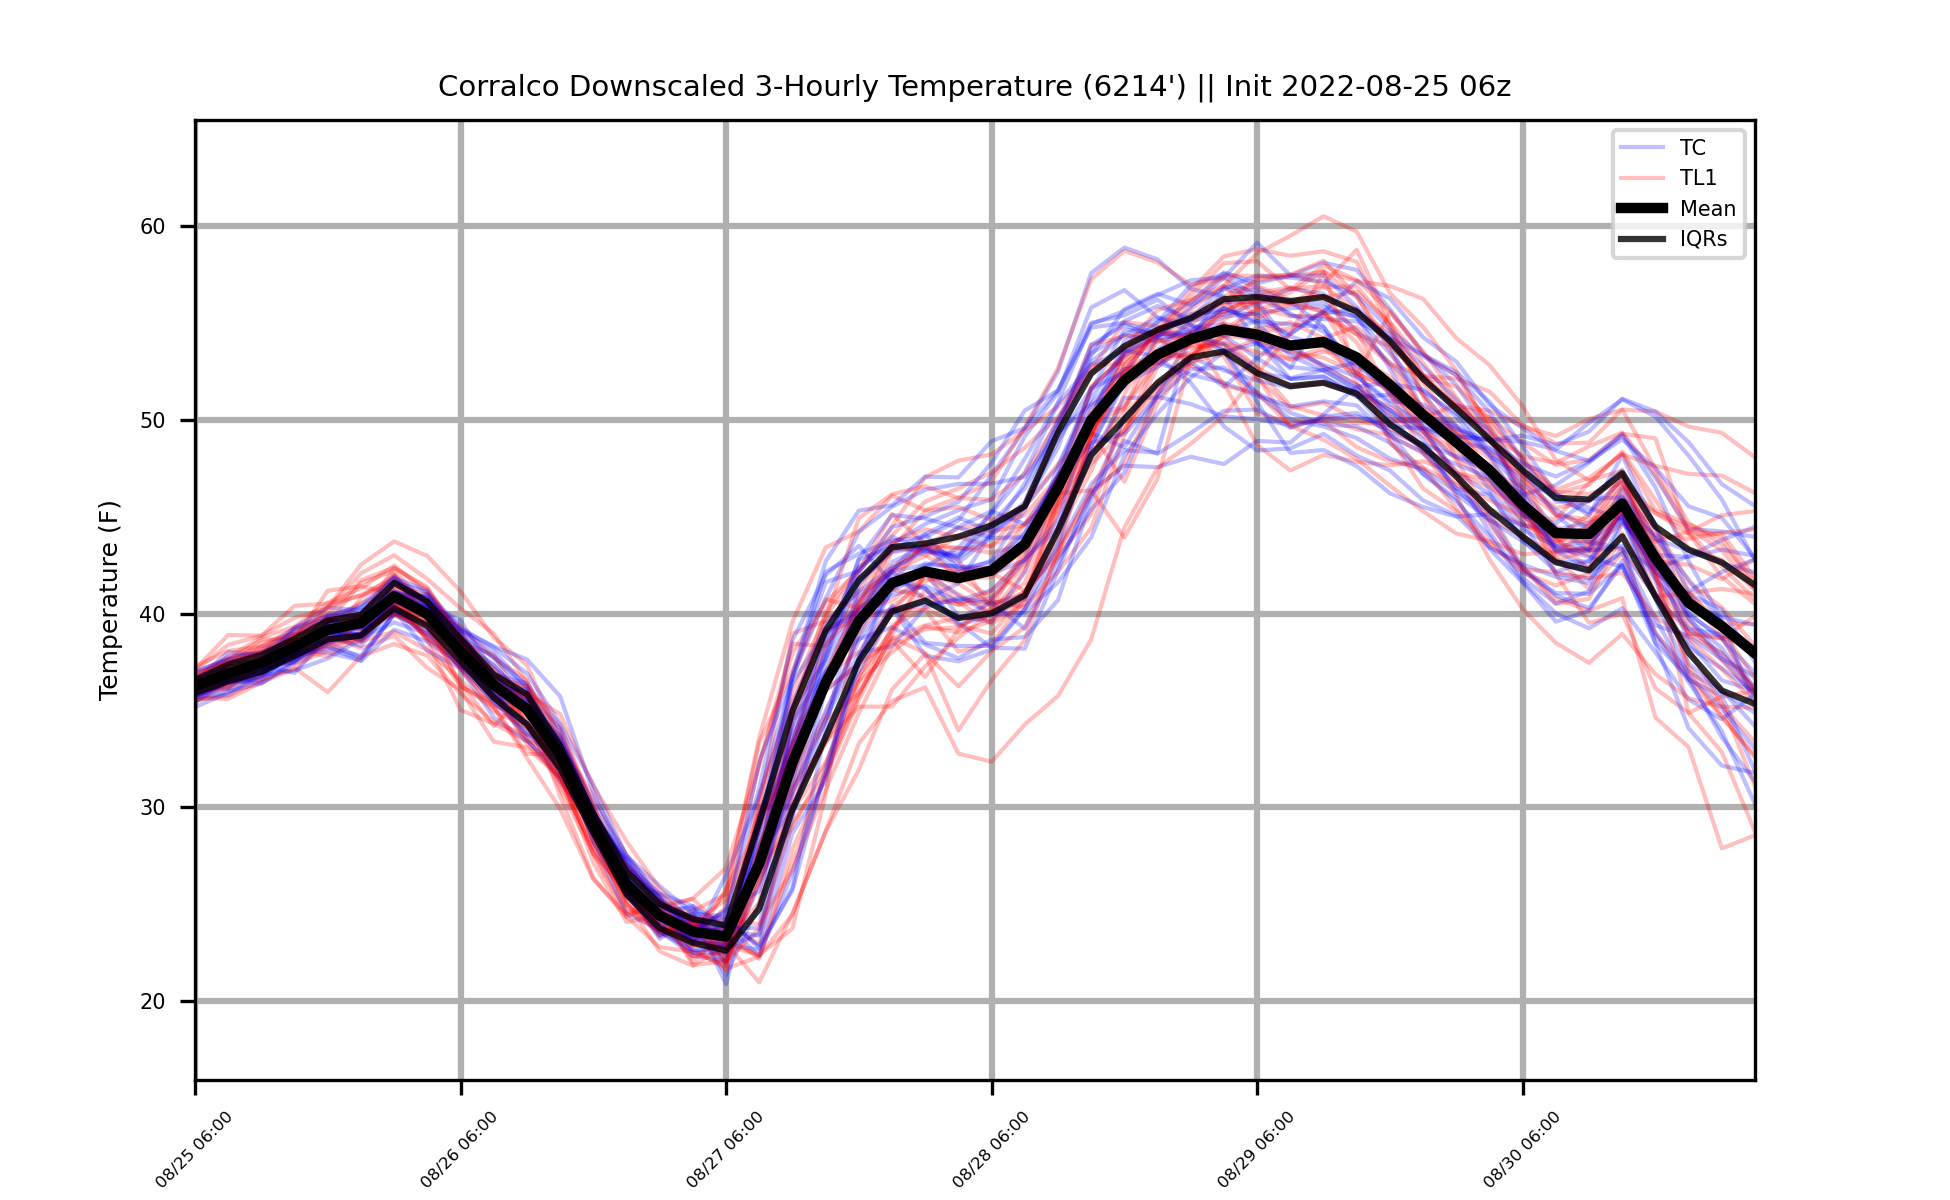 Corralco Downscaled 3-Hourly Temperature (6214') || Init 2022-08-25 06z
TC
TL1
Mean
IQRs
Temperature (F)
60
50
40
30
20
08/25 06:00
08/26 06:00
08/27 06:00
08/28 06:00
08/29 06:00
08/30 06:00